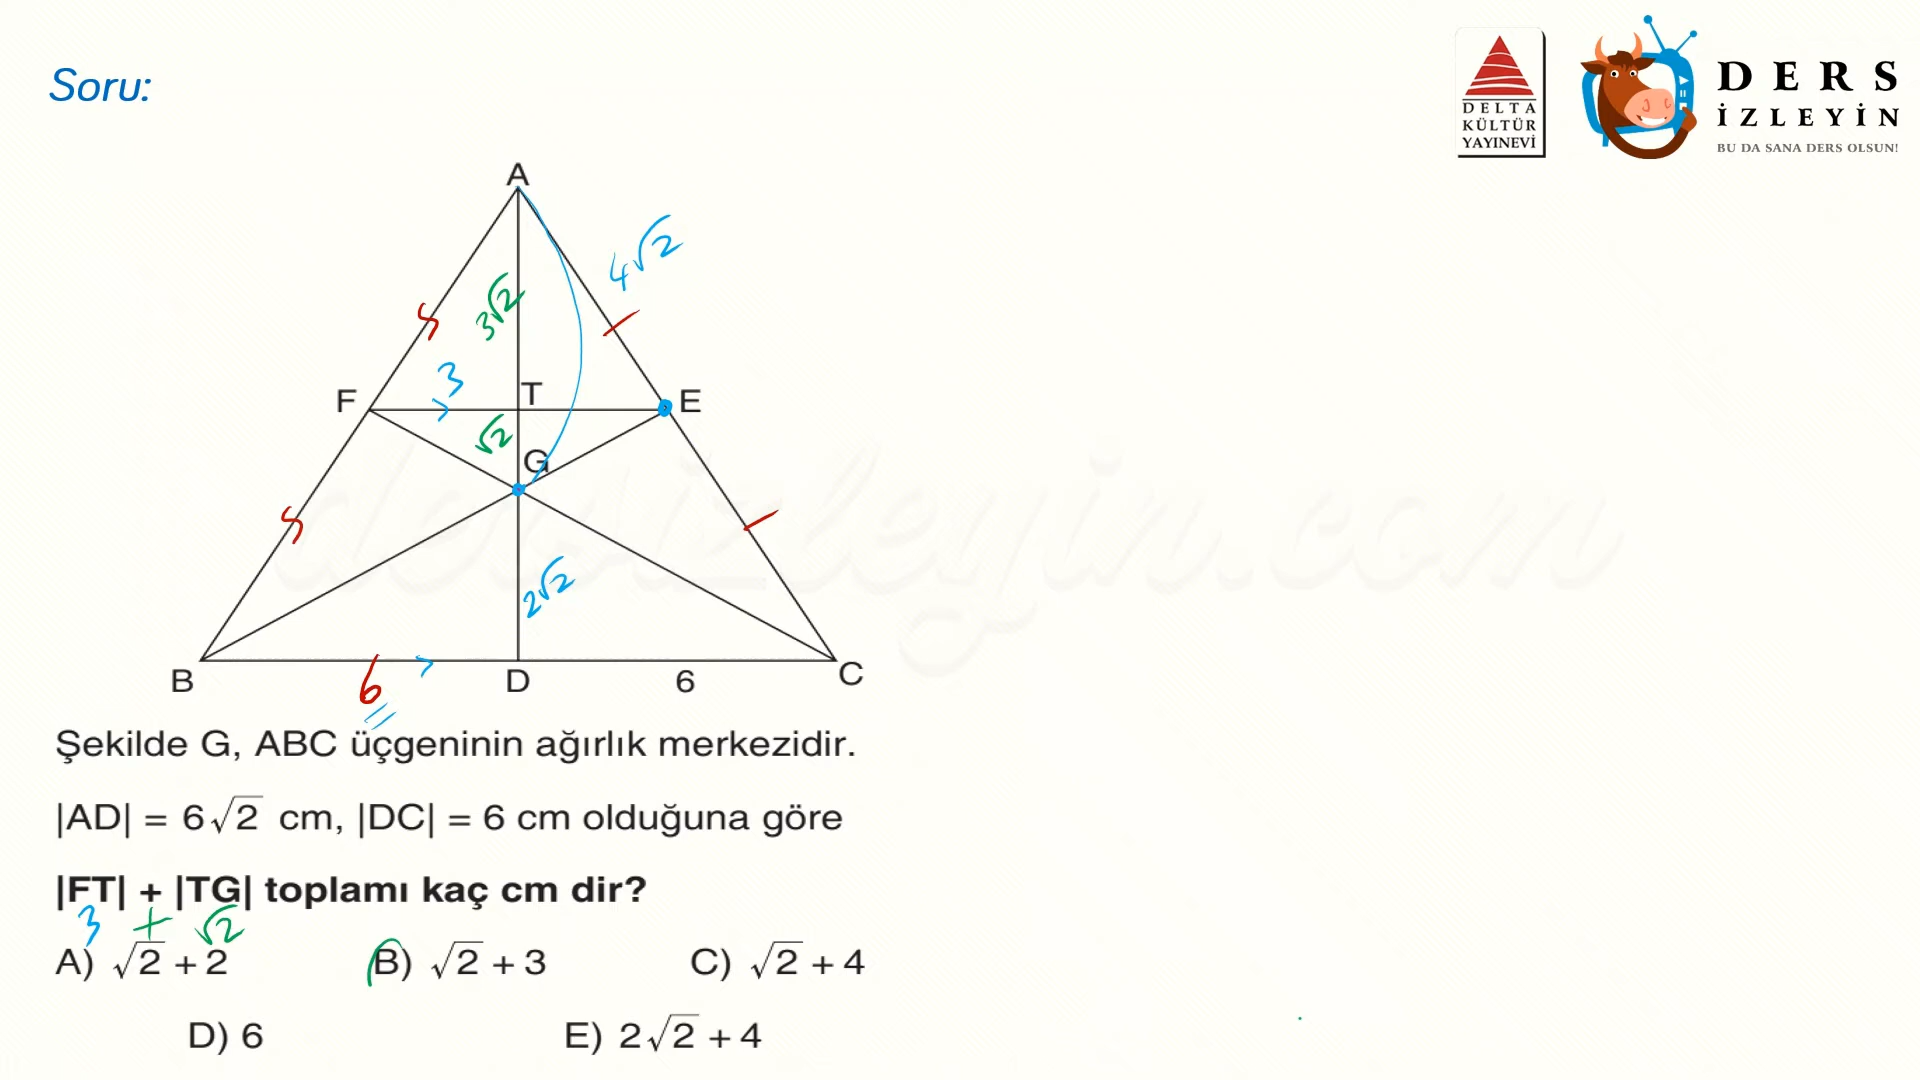 Soru:
DELTA
KÜLTÜR
YAYINEVİ
DERS
İZLEYİN
BU DA SANA DERS OLSUN!
A
4√2
3√2
3
F
T
E
√2
G
2√2
B
6
D
6
C
dersizleyin.com
Şekilde G, ABC üçgeninin ağırlık merkezidir.
|AD| = 6√2 cm, |DC| = 6 cm olduğuna göre
|FT| + |TG| toplamı kaç cm dir?
3 + √2
A) √2 + 2 B) √2 + 3 C) √2 + 4
D) 6 E) 2√2 + 4